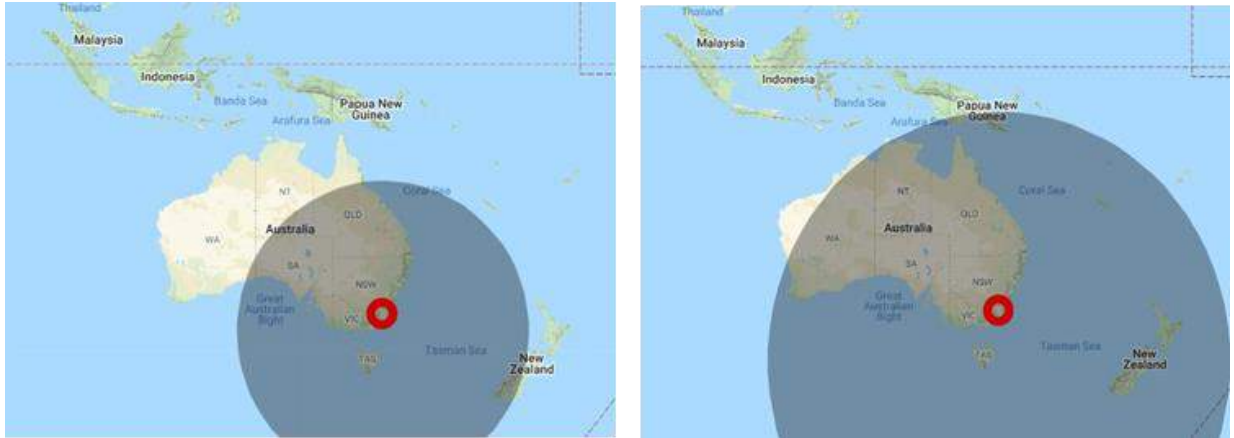 Thailand
Malaysia
Indonesia
Banda Sea
Papua New
Guinea
Arafura Sea
Coral Sea
NT
QLD
Australia
WA
SA
NSW
Great
Australian
Bight
VIC
Tasman Sea
TAS
New
Zealand
Thailand
Malaysia
Indonesia
Banda Sea
Papua New
Guinea
Arafura Sea
Coral Sea
NT
QLD
Australia
WA
SA
NSW
Great
Australian
Bight
VIC
Tasman Sea
TAS
New
Zealand